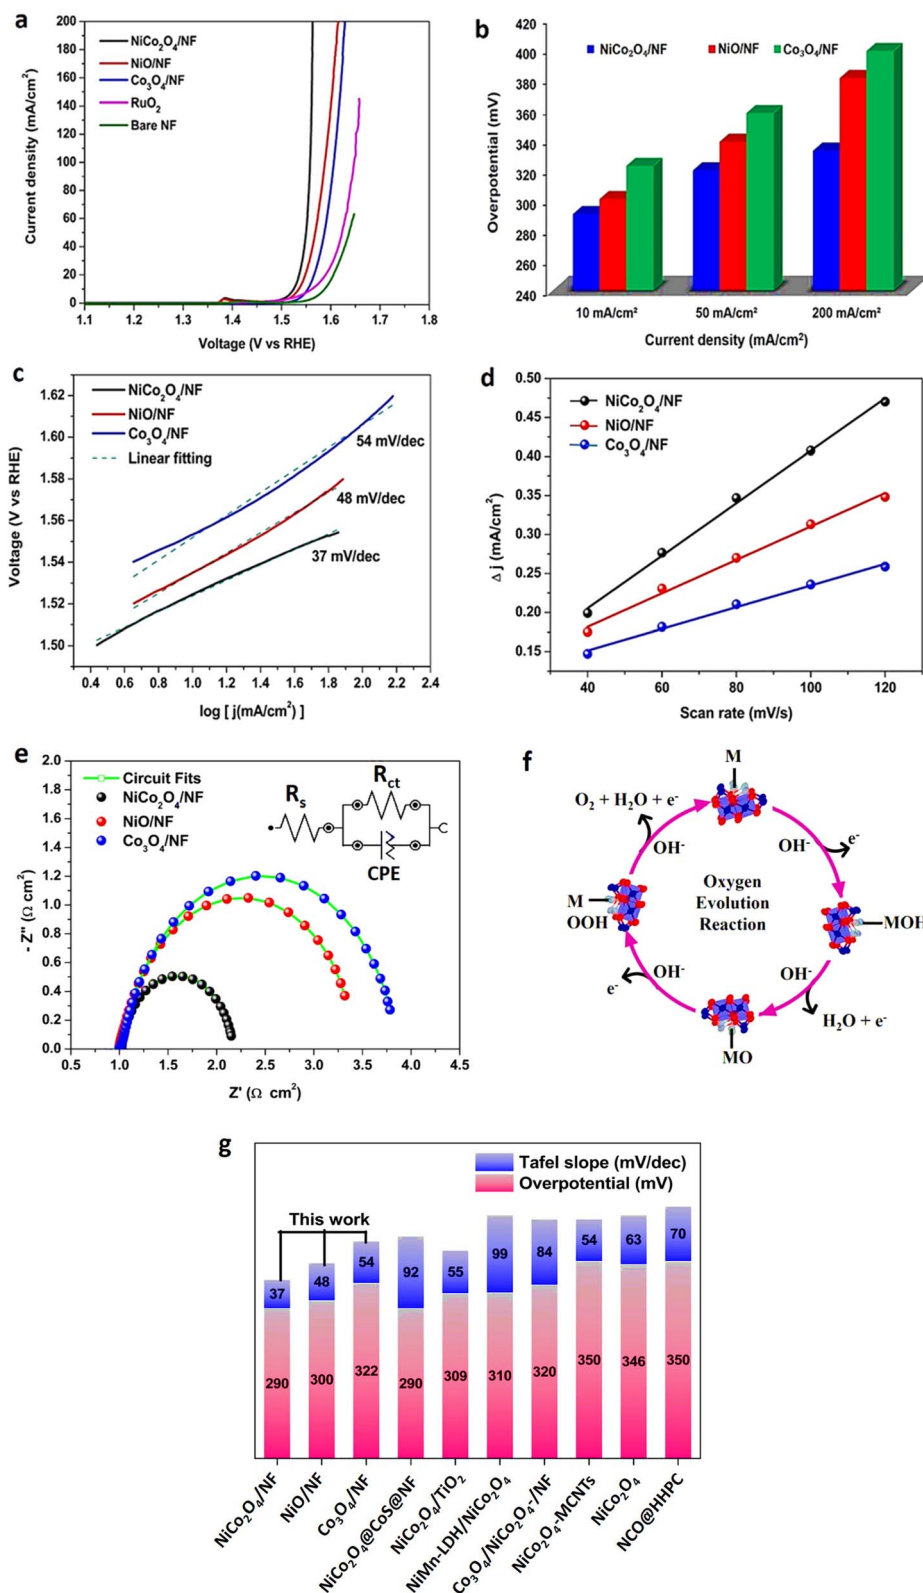 a
200
180
160
140
120
100
80
60
40
20
0
Current density (mA/cm²)
NiCo₂O₄/NF
NiO/NF
Co₃O₄/NF
RuO₂
Bare NF
1.1 1.2 1.3 1.4 1.5 1.6 1.7 1.8
Voltage (V vs RHE)
b
420
400
380
360
340
320
300
280
260
240
Overpotential (mV)
NiCo₂O₄/NF NiO/NF Co₃O₄/NF
10 mA/cm² 50 mA/cm² 200 mA/cm²
Current density (mA/cm²)
c
1.62
1.60
1.58
1.56
1.54
1.52
1.50
Voltage (V vs RHE)
NiCo₂O₄/NF
NiO/NF
Co₃O₄/NF
Linear fitting
54 mV/dec
48 mV/dec
37 mV/dec
0.4 0.6 0.8 1.0 1.2 1.4 1.6 1.8 2.0 2.2 2.4
log [ j(mA/cm²) ]
d
0.50
0.45
0.40
0.35
0.30
0.25
0.20
0.15
Δ j (mA/cm²)
NiCo₂O₄/NF
NiO/NF
Co₃O₄/NF
40 60 80 100 120
Scan rate (mV/s)
e
2.0
1.8
1.6
1.4
1.2
1.0
0.8
0.6
0.4
0.2
0.0
- Z'' (Ω cm²)
Circuit Fits
NiCo₂O₄/NF
NiO/NF
Co₃O₄/NF
Rs
Rct
CPE
0.5 1.0 1.5 2.0 2.5 3.0 3.5 4.0 4.5
Z' (Ω cm²)
f
M
O₂ + H₂O + e⁻
OH⁻
OH⁻
e⁻
Oxygen
Evolution
Reaction
M
OOH
MOH
e⁻
OH⁻
OH⁻
H₂O + e⁻
MO
g
Tafel slope (mV/dec)
Overpotential (mV)
This work
37 48 54 92 55 99 84 54 63 70
290 300 322 290 309 310 320 350 346 350
NiCo₂O₄/NF
NiO/NF
Co₃O₄/NF
NiCo₂O₄@CoS@NF
NiCo₂O₄/TiO₂
NiMn-LDH/NiCo₂O₄
Co₃O₄/NiCo₂O₄-/NF
NiCo₂O₄-MCNTs
NiCo₂O₄
NCO@HHPC